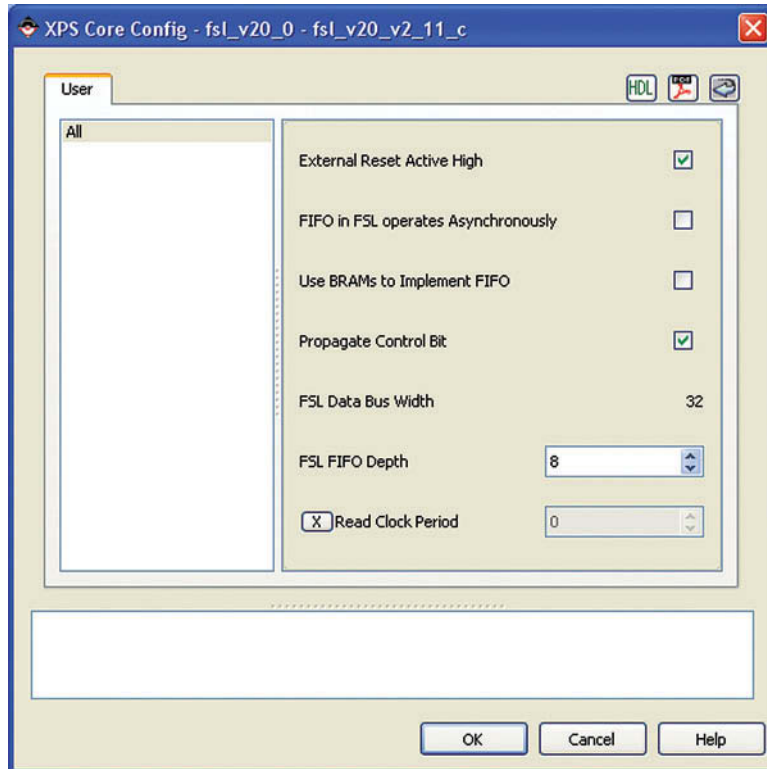 XPS Core Config - fsl_v20_0 - fsl_v20_v2_11_c
User
HDL
PDF
All
External Reset Active High
FIFO in FSL operates Asynchronously
Use BRAMs to Implement FIFO
Propagate Control Bit
FSL Data Bus Width 32
FSL FIFO Depth 8
X Read Clock Period 0
OK Cancel Help